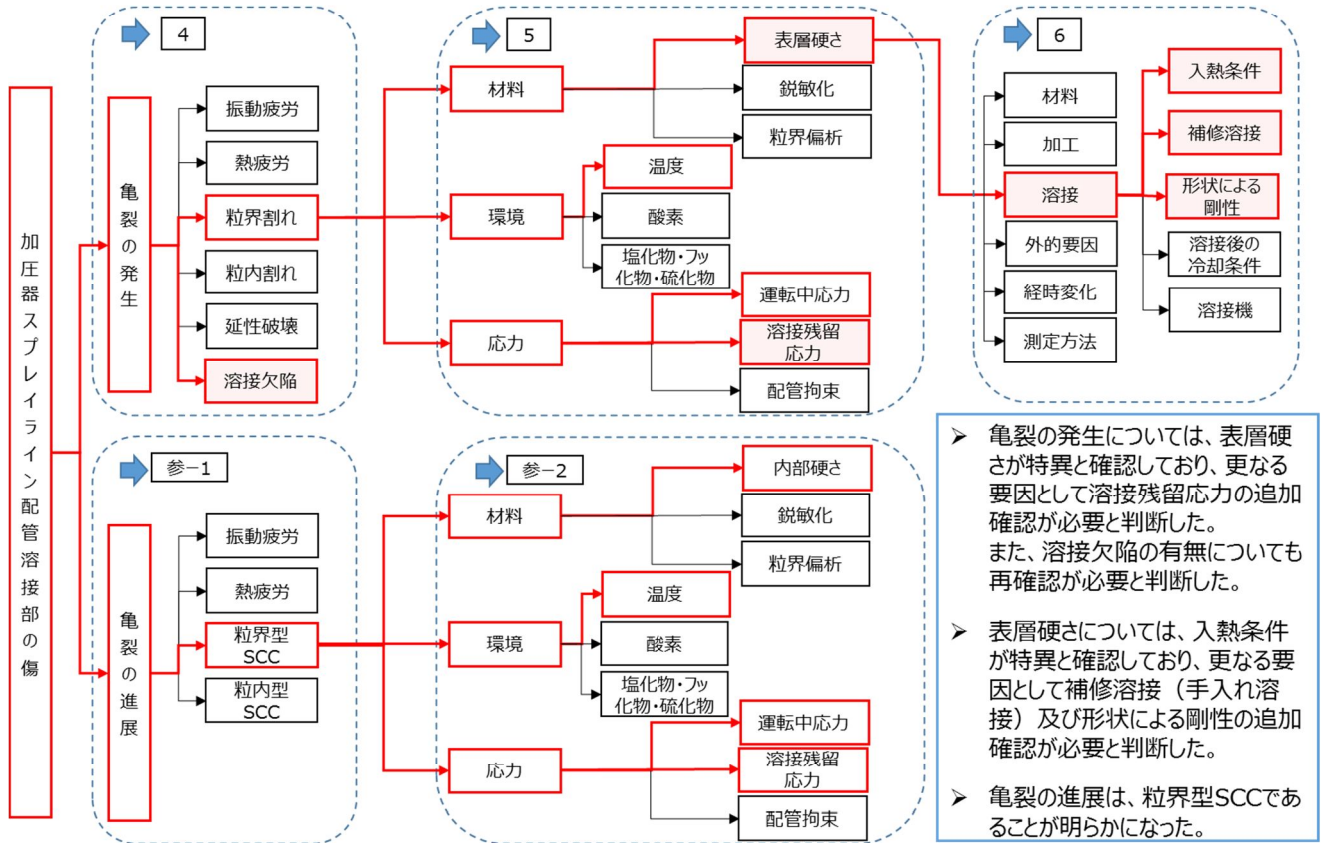 加圧器スプレイライン配管溶接部の傷
4
亀裂の発生
振動疲労
熱疲労
粒界割れ
粒内割れ
延性破壊
溶接欠陥
5
材料
表層硬さ
鋭敏化
粒界偏析
環境
温度
酸素
塩化物・フッ
化物・硫化物
応力
運転中応力
溶接残留
応力
配管拘束
6
材料
加工
溶接
外的要因
経時変化
測定方法
入熱条件
補修溶接
形状による
剛性
溶接後の
冷却条件
溶接機
参−1
亀裂の進展
振動疲労
熱疲労
粒界型
SCC
粒内型
SCC
参−2
材料
内部硬さ
鋭敏化
粒界偏析
環境
温度
酸素
塩化物・フッ
化物・硫化物
応力
運転中応力
溶接残留
応力
配管拘束
➢ 亀裂の発生については、表層硬
さが特異と確認しており、更なる
要因として溶接残留応力の追加
確認が必要と判断した。
また、溶接欠陥の有無についても
再確認が必要と判断した。
➢ 表層硬さについては、入熱条件
が特異と確認しており、更なる要
因として補修溶接（手入れ溶
接）及び形状による剛性の追加
確認が必要と判断した。
➢ 亀裂の進展は、粒界型SCCであ
ることが明らかになった。